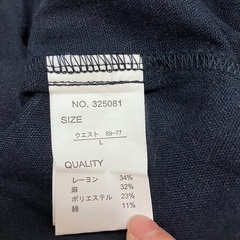 NO. 325081
SIZE
ウエスト 69-77
L
QUALITY
レーヨン 34%
麻 32%
ポリエステル 23%
綿 11%